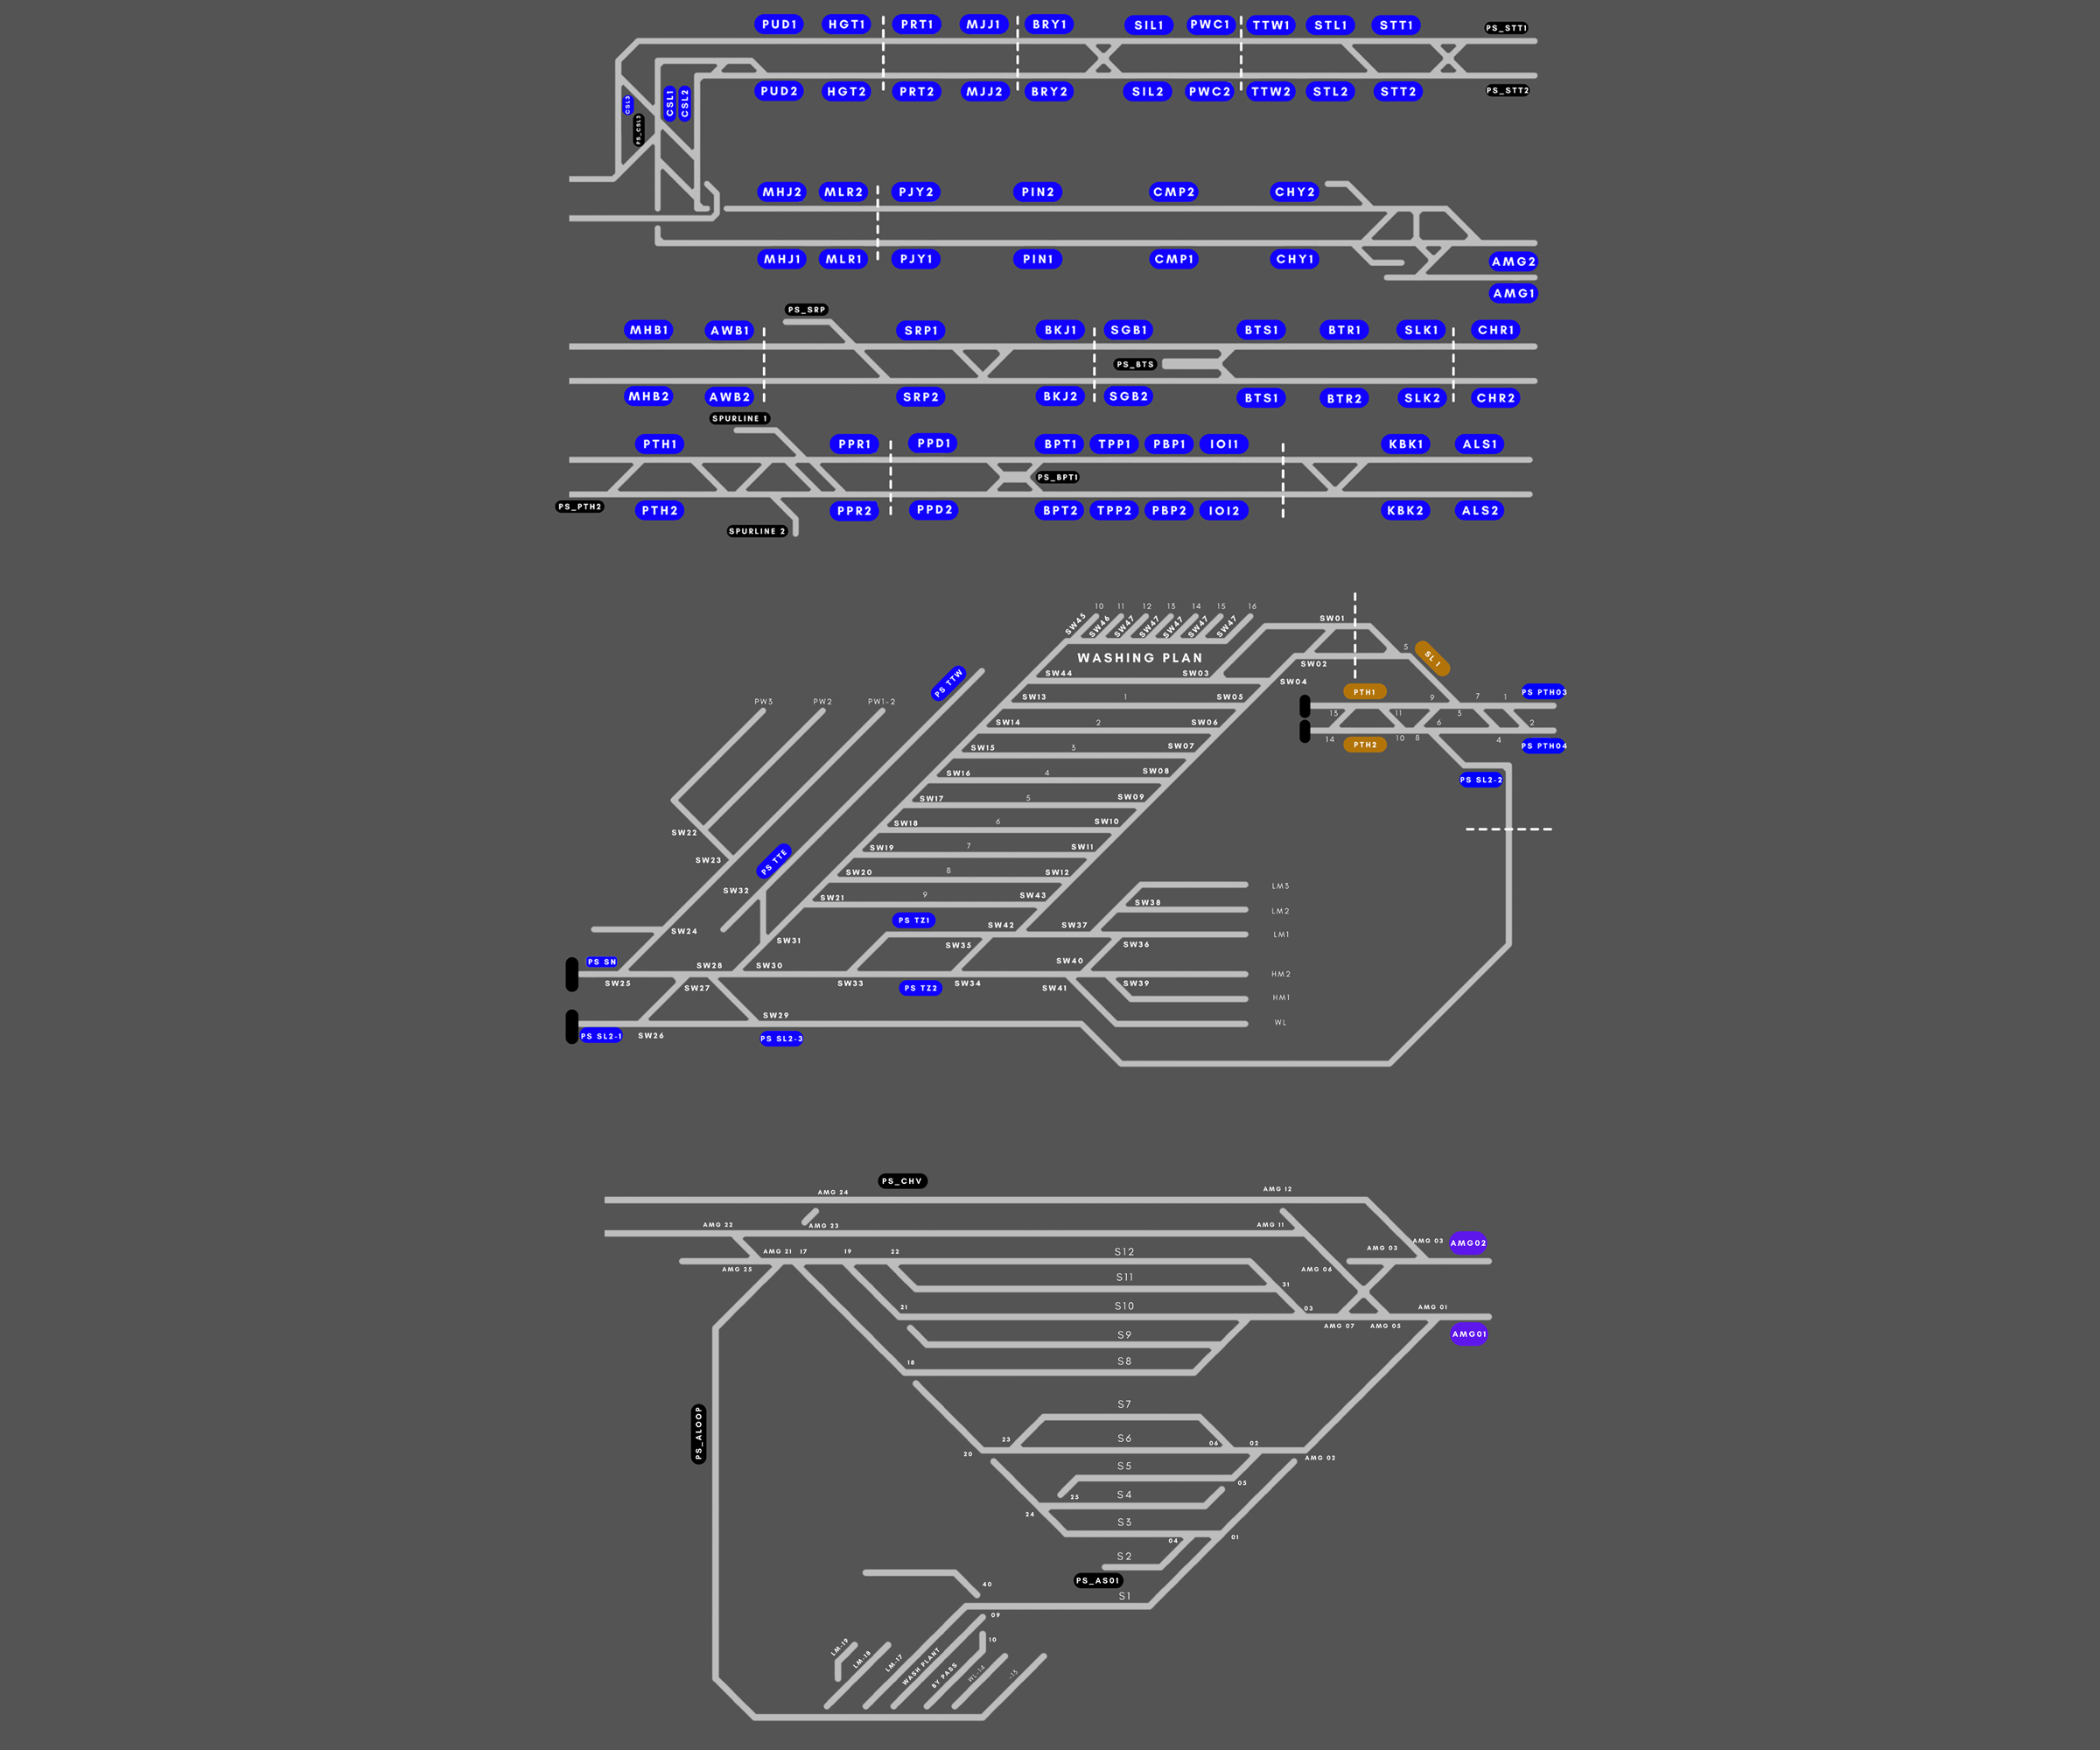 PUD1 HGT1 PRT1 MJJ1 BRY1 SIL1 PWC1 TTW1 STL1 STT1 PS_STT1
PUD2 HGT2 PRT2 MJJ2 BRY2 SIL2 PWC2 TTW2 STL2 STT2 PS_STT2
CSL3 PS_CSL3 CSL1 CSL2
MHJ2 MLR2 PJY2 PIN2 CMP2 CHY2
MHJ1 MLR1 PJY1 PIN1 CMP1 CHY1 AMG2
AMG1
PS_SRP
MHB1 AWB1 SRP1 BKJ1 SGB1 BTS1 BTR1 SLK1 CHR1
PS_BTS
MHB2 AWB2 SRP2 BKJ2 SGB2 BTS1 BTR2 SLK2 CHR2
SPURLINE 1
PTH1 PPR1 PPD1 BPT1 TPP1 PBP1 IOI1 KBK1 ALS1
PS_BPT1
PS_PTH2 PTH2 PPR2 PPD2 BPT2 TPP2 PBP2 IOI2 KBK2 ALS2
SPURLINE 2
10 11 12 13 14 15 16
SW45 SW46 SW47 SW47 SW47 SW47 SW47
SW01
WASHING PLAN
5 SL 1
SW02
SW44 SW03 SW04
PS TTW
SW13 1 SW05
PTH1 9 7 1 PS PTH03
PW3 PW2 PW1-2
13 11 3
SW14 2 SW06
6 2
14 PTH2 10 8 4 PS PTH04
SW15 3 SW07
SW16 4 SW08
PS SL2-2
SW17 5 SW09
SW18 6 SW10
SW22
SW19 7 SW11
SW23
PS TTE
SW20 8 SW12
SW32
SW21 9 SW43
LM3
SW38
LM2
PS TZ1
SW42 SW37
SW24
LM1
SW31 SW35 SW36
PS SN SW28 SW30 SW40
HM2
SW25 SW27 SW33 PS TZ2 SW34 SW41 SW39
HM1
SW29
WL
PS SL2-1 SW26 PS SL2-3
PS_CHV
AMG 24 AMG 12
AMG 22 AMG 23 AMG 11
AMG 03 AMG 03 AMG02
AMG 21 17 19 22 S12
AMG 25 AMG 06
S11 31
21 S10 03 AMG 01
AMG 07 AMG 05
S9 AMG01
18 S8
S7
PS_ALOOP
23 S6 06 02
20 AMG 02
S5
05
25 S4
24 S3
04 01
S2
PS_AS01
40
S1
09
10
LM-19 LM-18 LM-17 WASH PLANT BY PASS WL-14 -15